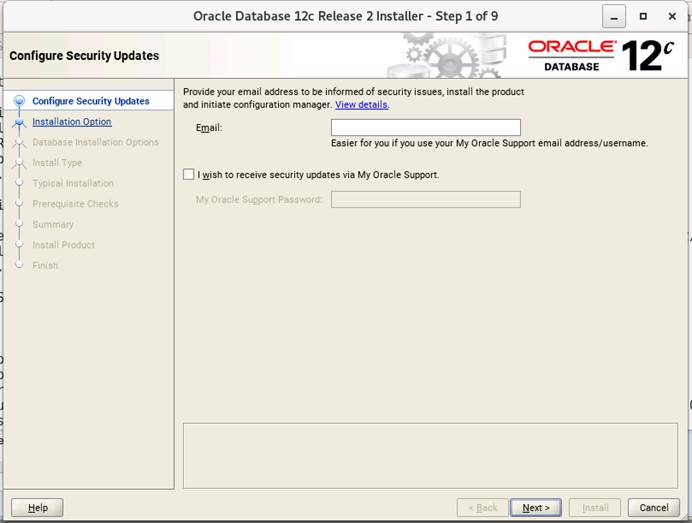 Oracle Database 12c Release 2 Installer - Step 1 of 9
Configure Security Updates
ORACLE
DATABASE
12c
Configure Security Updates
Installation Option
Database Installation Options
Install Type
Typical Installation
Prerequisite Checks
Summary
Install Product
Finish
Provide your email address to be informed of security issues, install the product
and initiate configuration manager. View details.
Email:
Easier for you if you use your My Oracle Support email address/username.
I wish to receive security updates via My Oracle Support.
My Oracle Support Password:
Help
< Back
Next >
Install
Cancel